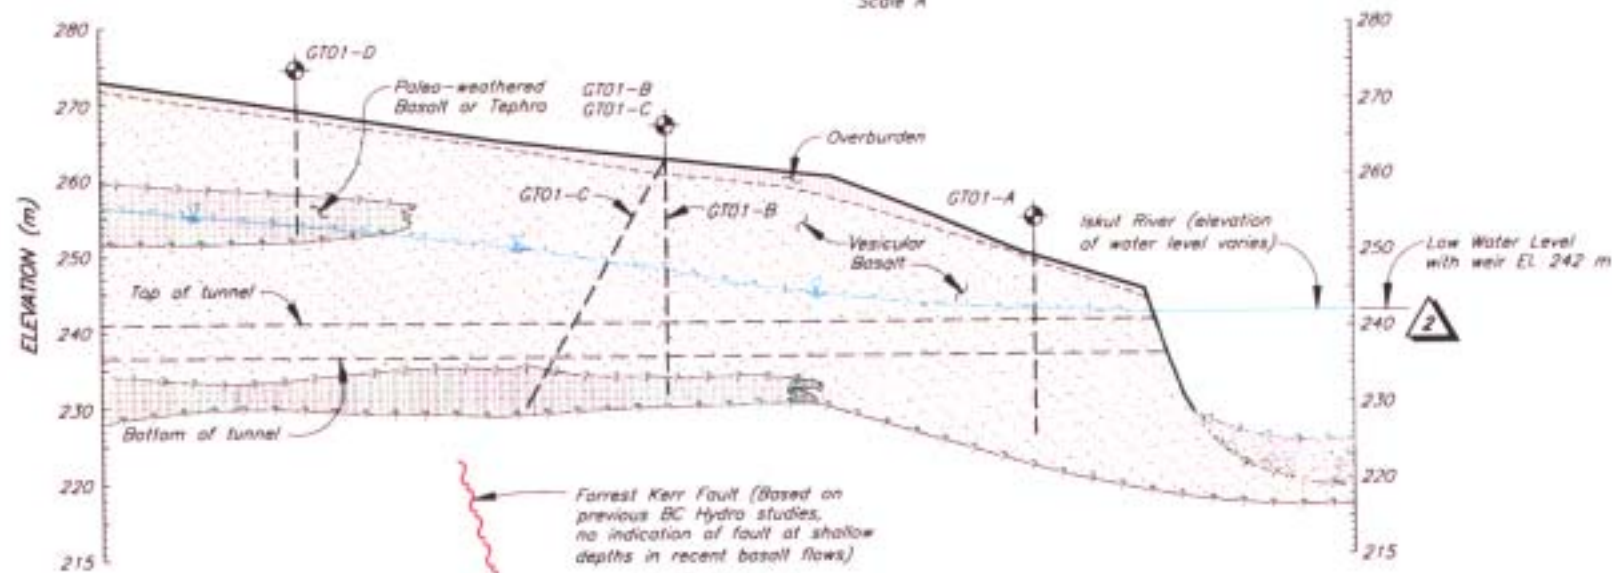 Scale A
280
270
260
250
240
230
220
215
ELEVATION (m)
GT01-D
Paleo-weathered
Basalt or Tephra
GT01-B
GT01-C
Overburden
GT01-C
GT01-B
GT01-A
Vesicular
Basalt
Iskut River (elevation
of water level varies)
Low Water Level
with weir El. 242 m
2
Top of tunnel
Bottom of tunnel
Forrest Kerr Fault (Based on
previous BC Hydro studies,
no indication of fault at shallow
depths in recent basalt flows)
280
270
260
250
240
230
220
215